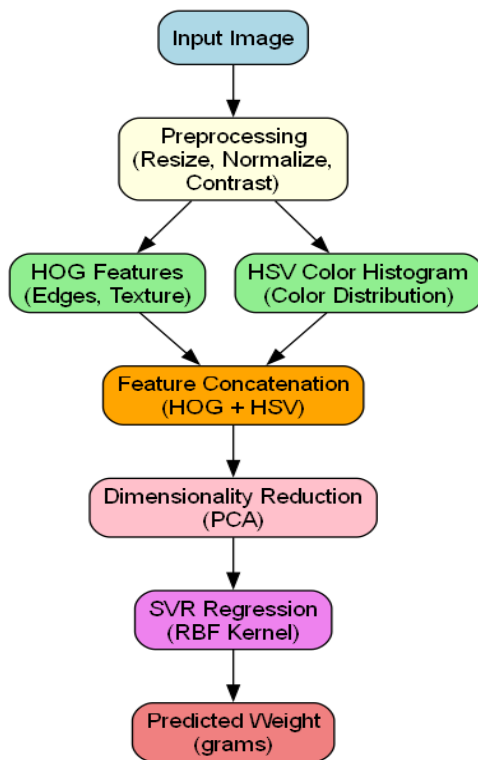 Input Image
Preprocessing
(Resize, Normalize,
Contrast)
HOG Features
(Edges, Texture)
HSV Color Histogram
(Color Distribution)
Feature Concatenation
(HOG + HSV)
Dimensionality Reduction
(PCA)
SVR Regression
(RBF Kernel)
Predicted Weight
(grams)